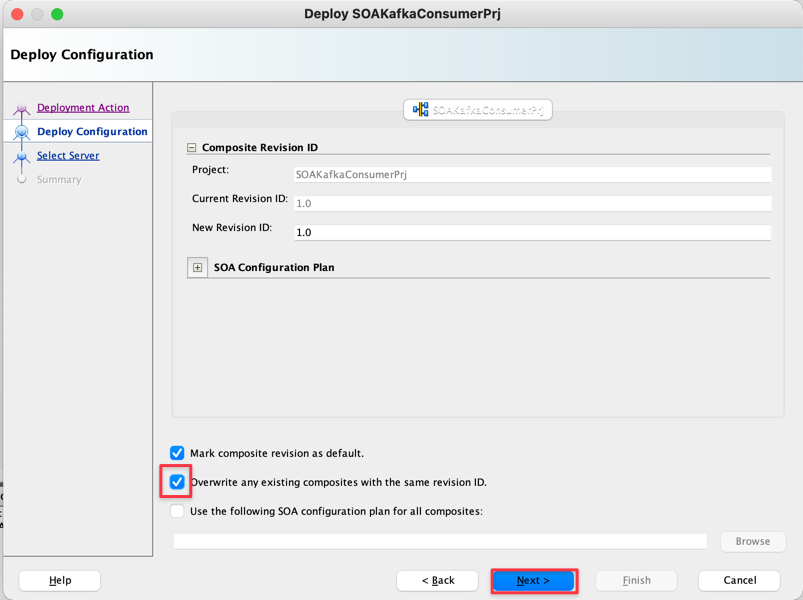 Deploy SOAKafkaConsumerPrj
Deploy Configuration
Deployment Action
Deploy Configuration
Select Server
Summary
SOAKafkaConsumerPrj
Composite Revision ID
Project: SOAKafkaConsumerPrj
Current Revision ID: 1.0
New Revision ID: 1.0
SOA Configuration Plan
Mark composite revision as default.
Overwrite any existing composites with the same revision ID.
Use the following SOA configuration plan for all composites:
Browse
Help < Back Next > Finish Cancel